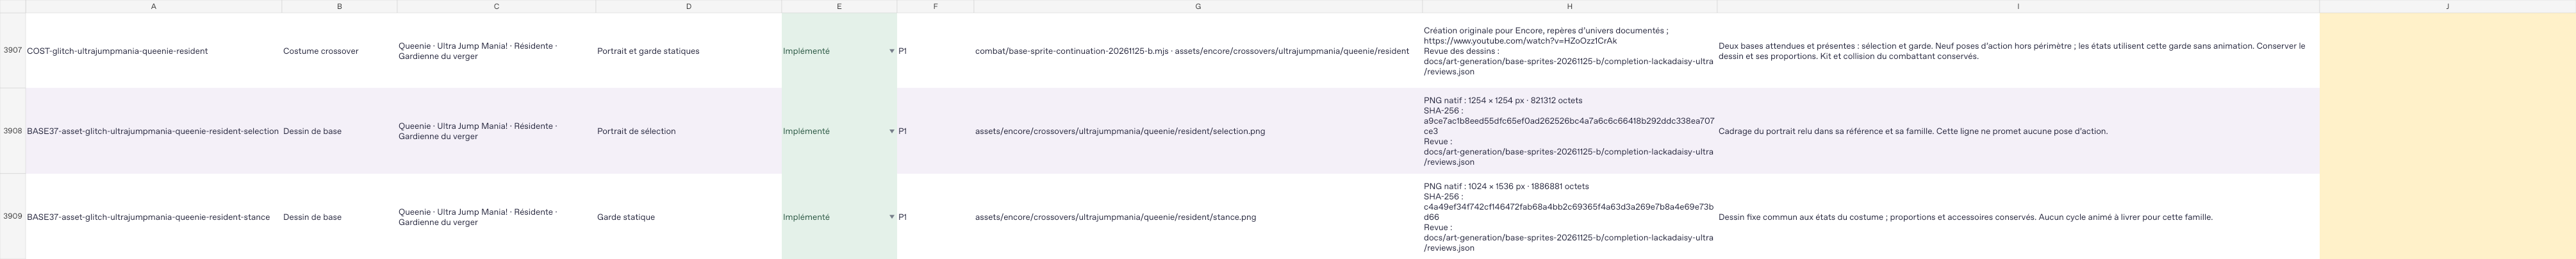 A B C D E F G H I J
3907 COST-glitch-ultrajumpmania-queenie-resident
Costume crossover
Queenie · Ultra Jump Mania! · Résidente ·
Gardienne du verger
Portrait et garde statiques
Implémenté
P1
combat/base-sprite-continuation-20261125-b.mjs · assets/encore/crossovers/ultrajumpmania/queenie/resident
Création originale pour Encore, repères d'univers documentés ;
https://www.youtube.com/watch?v=HZoOzz1CrAk
Revue des dessins :
docs/art-generation/base-sprites-20261125-b/completion-lackadaisy-ultra
/reviews.json
Deux bases attendues et présentes : sélection et garde. Neuf poses d'action hors périmètre ; les états utilisent cette garde sans animation. Conserver le
dessin et ses proportions. Kit et collision du combattant conservés.
3908 BASE37-asset-glitch-ultrajumpmania-queenie-resident-selection
Dessin de base
Queenie · Ultra Jump Mania! · Résidente ·
Gardienne du verger
Portrait de sélection
Implémenté
P1
assets/encore/crossovers/ultrajumpmania/queenie/resident/selection.png
PNG natif : 1254 × 1254 px · 821312 octets
SHA-256 :
a9ce7ac1b8eed55dfc65ef0ad262526bc4a7a6c6c66418b292ddc338ea707
ce3
Revue :
docs/art-generation/base-sprites-20261125-b/completion-lackadaisy-ultra
/reviews.json
Cadrage du portrait relu dans sa référence et sa famille. Cette ligne ne promet aucune pose d'action.
3909 BASE37-asset-glitch-ultrajumpmania-queenie-resident-stance
Dessin de base
Queenie · Ultra Jump Mania! · Résidente ·
Gardienne du verger
Garde statique
Implémenté
P1
assets/encore/crossovers/ultrajumpmania/queenie/resident/stance.png
PNG natif : 1024 × 1536 px · 1886881 octets
SHA-256 :
c4a49ef34f742cf146472fab68a4bb2c69365f4a63d3a269e7b8a4e69e73b
d66
Revue :
docs/art-generation/base-sprites-20261125-b/completion-lackadaisy-ultra
/reviews.json
Dessin fixe commun aux états du costume ; proportions et accessoires conservés. Aucun cycle animé à livrer pour cette famille.